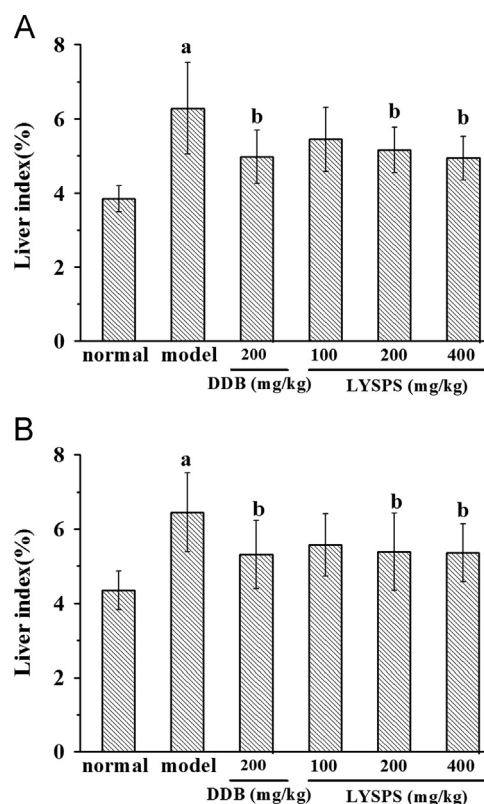 A
8
a
6
b
b
b
4
2
0
Liver index(%)
normal model 200 100 200 400
DDB (mg/kg) LYSPS (mg/kg)
B
8
a
6
b
b
b
4
2
0
Liver index(%)
normal model 200 100 200 400
DDB (mg/kg) LYSPS (mg/kg)